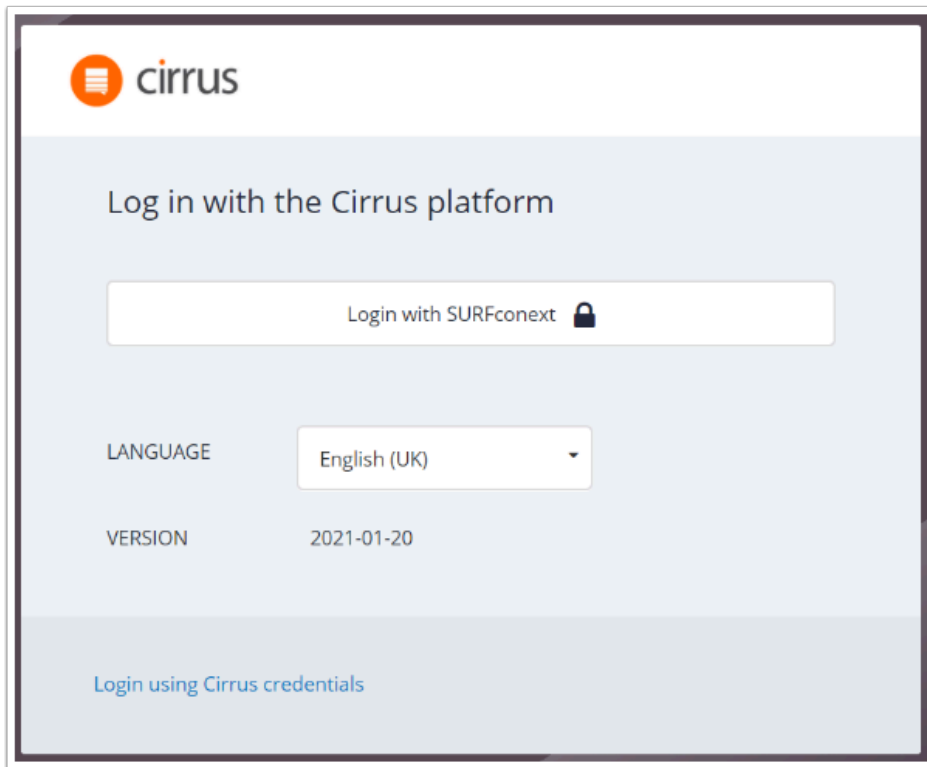 cirrus
Log in with the Cirrus platform
Login with SURFconext
LANGUAGE English (UK)
VERSION 2021-01-20
Login using Cirrus credentials